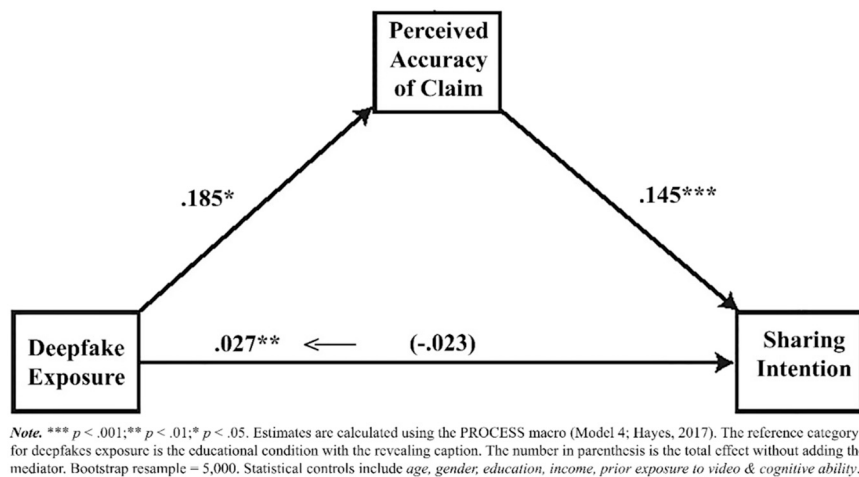 Perceived
Accuracy
of Claim
.185*
.145***
Deepfake
Exposure
.027** ← (-.023)
Sharing
Intention
Note. *** p < .001;** p < .01;* p < .05. Estimates are calculated using the PROCESS macro (Model 4; Hayes, 2017). The reference category
for deepfakes exposure is the educational condition with the revealing caption. The number in parenthesis is the total effect without adding th
mediator. Bootstrap resample = 5,000. Statistical controls include age, gender, education, income, prior exposure to video & cognitive ability.